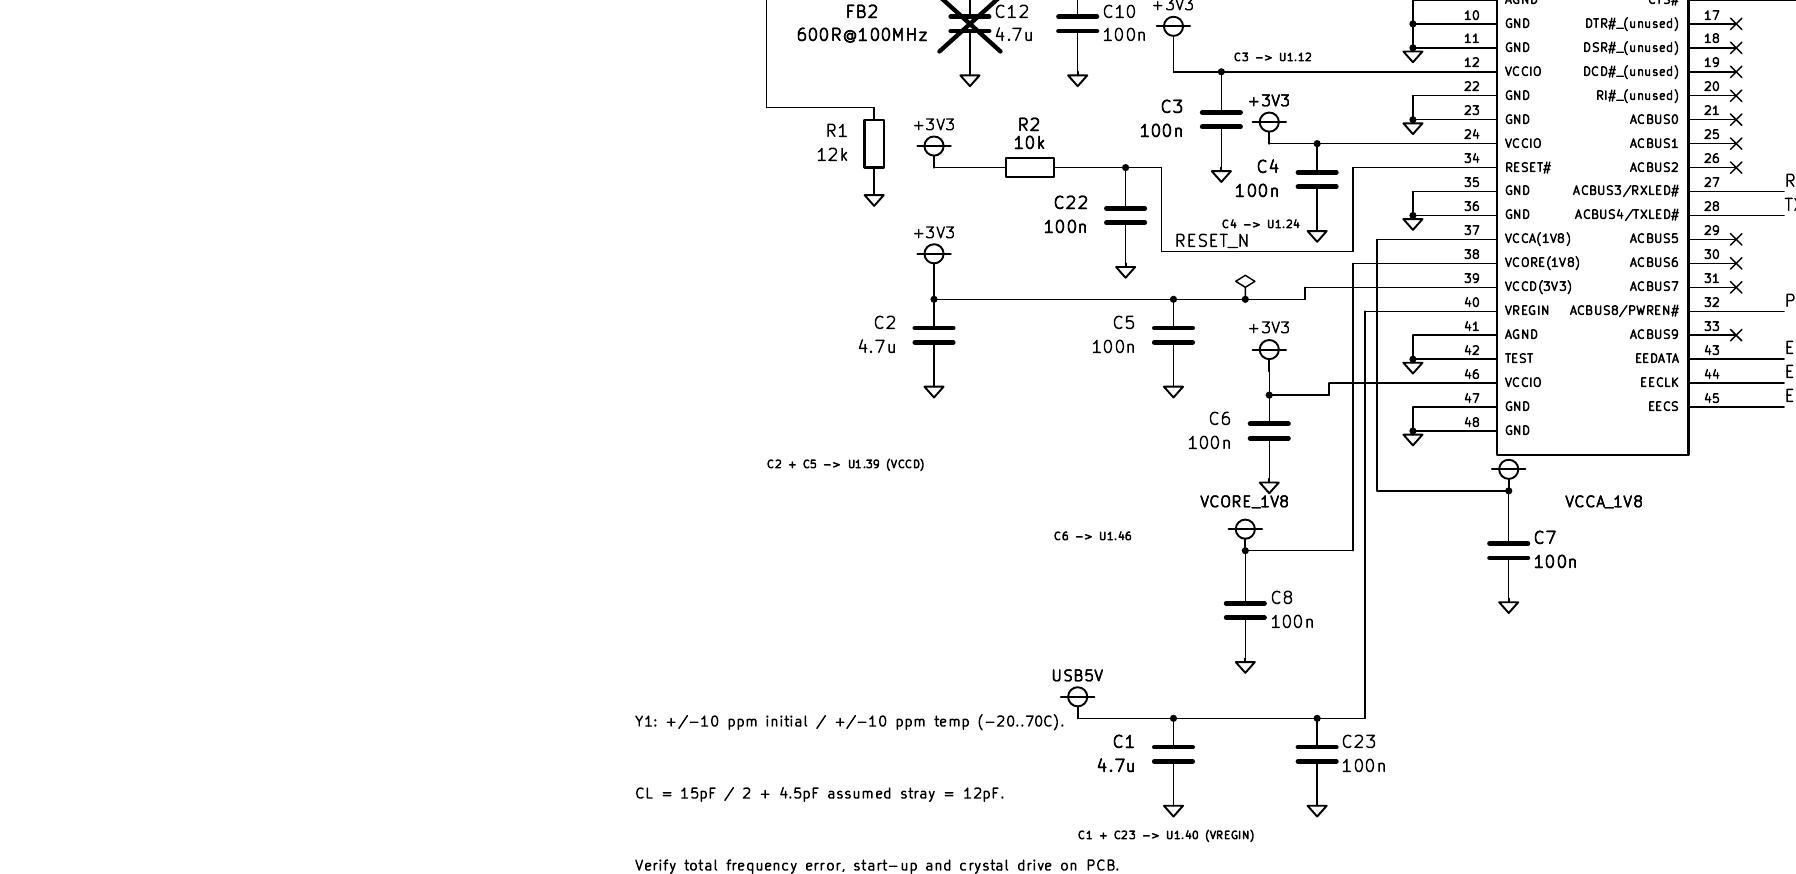 FB2
600R@100MHz
C12
4.7u
C10
100n
+3V3
C3 -> U1.12
C3
100n
+3V3
R1
12k
+3V3
R2
10k
C4
100n
C22
100n
C4 -> U1.24
RESET_N
+3V3
C2
4.7u
C5
100n
+3V3
C6
100n
C2 + C5 -> U1.39 (VCCD)
VCORE_1V8
VCCA_1V8
C6 -> U1.46
C7
100n
C8
100n
USB5V
Y1: +/-10 ppm initial / +/-10 ppm temp (-20..70C).
C1
4.7u
C23
100n
CL = 15pF / 2 + 4.5pF assumed stray = 12pF.
C1 + C23 -> U1.40 (VREGIN)
Verify total frequency error, start-up and crystal drive on PCB.
AGND
CTS#
10 GND DTR#_(unused) 17
11 GND DSR#_(unused) 18
12 VCCIO DCD#_(unused) 19
22 GND RI#_(unused) 20
23 GND ACBUS0 21
24 VCCIO ACBUS1 25
34 RESET# ACBUS2 26
35 GND ACBUS3/RXLED# 27
36 GND ACBUS4/TXLED# 28
37 VCCA(1V8) ACBUS5 29
38 VCORE(1V8) ACBUS6 30
39 VCCD(3V3) ACBUS7 31
40 VREGIN ACBUS8/PWREN# 32
41 AGND ACBUS9 33
42 TEST EEDATA 43
46 VCCIO EECLK 44
47 GND EECS 45
48 GND